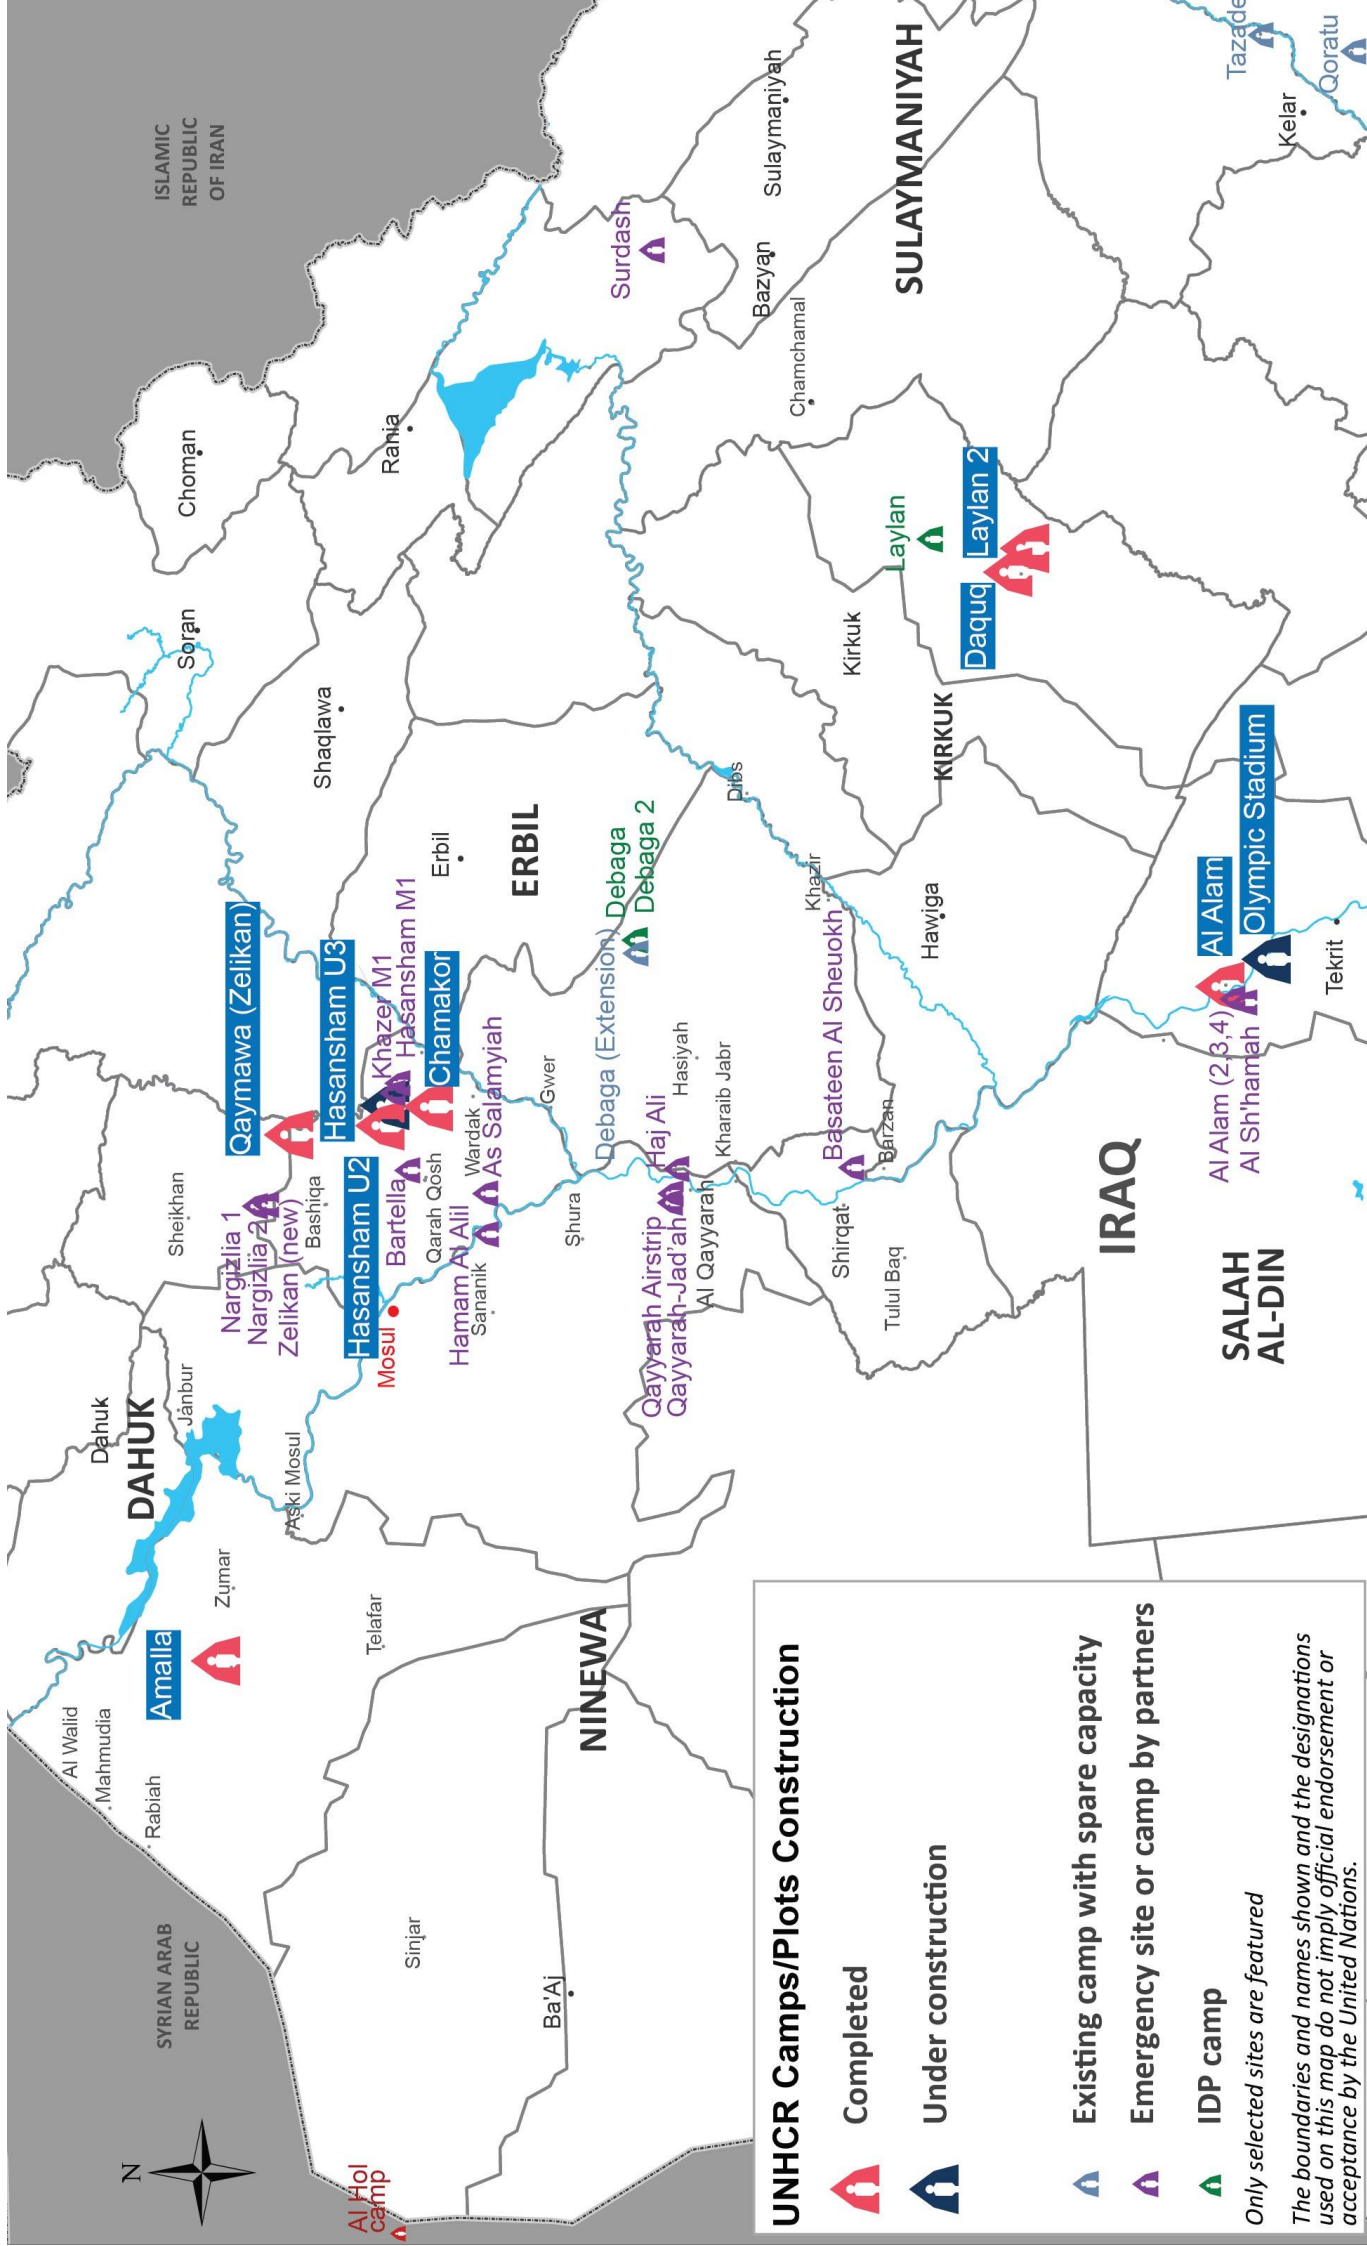 N
SYRIAN ARAB
REPUBLIC
ISLAMIC
REPUBLIC
OF IRAN
Al Hol
camp
Al Walid
Mahmudia
Rabiah
Amalla
Zumar
Dahuk
DAHUK
Janbur
Aski Mosul
Telafar
Sinjar
Ba'Aj
NINEWA
Sheikhan
Nargizlia 1
Nargizlia 2
Zelikan (new)
Qaymawa (Zelikan)
Bashiqa
Hasansham U3
Hasansham U2
Mosul
Khazer M1
Hasansham M1
Bartella
Chamakor
Qarah Qosh
Hamam Al Alil
Sananik
Wardak
As Salamyiah
Shura
Gwer
Soran
Choman
Shaqlawa
Rania
Erbil
ERBIL
Debaga
Debaga 2
Debaga (Extension)
Haj Ali
Hasiyah
Qayyarah Airstrip
Qayyarah-Jad'ah
Al Qayyarah
Kharaib Jabr
Dibs
Khazir
Basateen Al Sheuokh
Shirqat
Barzan
Tulul Baq
Hawiga
Kirkuk
KIRKUK
Surdash
Sulaymaniyah
Bazyan
Chamchamal
SULAYMANIYAH
Laylan
Laylan 2
Daquq
IRAQ
Al Alam
Olympic Stadium
Al Alam (2,3,4)
Al Sh'hamah
Tekrit
SALAH
AL-DIN
Tazade
Kelar
Qoratu
UNHCR Camps/Plots Construction
Completed
Under construction
Existing camp with spare capacity
Emergency site or camp by partners
IDP camp
Only selected sites are featured
The boundaries and names shown and the designations
used on this map do not imply official endorsement or
acceptance by the United Nations.